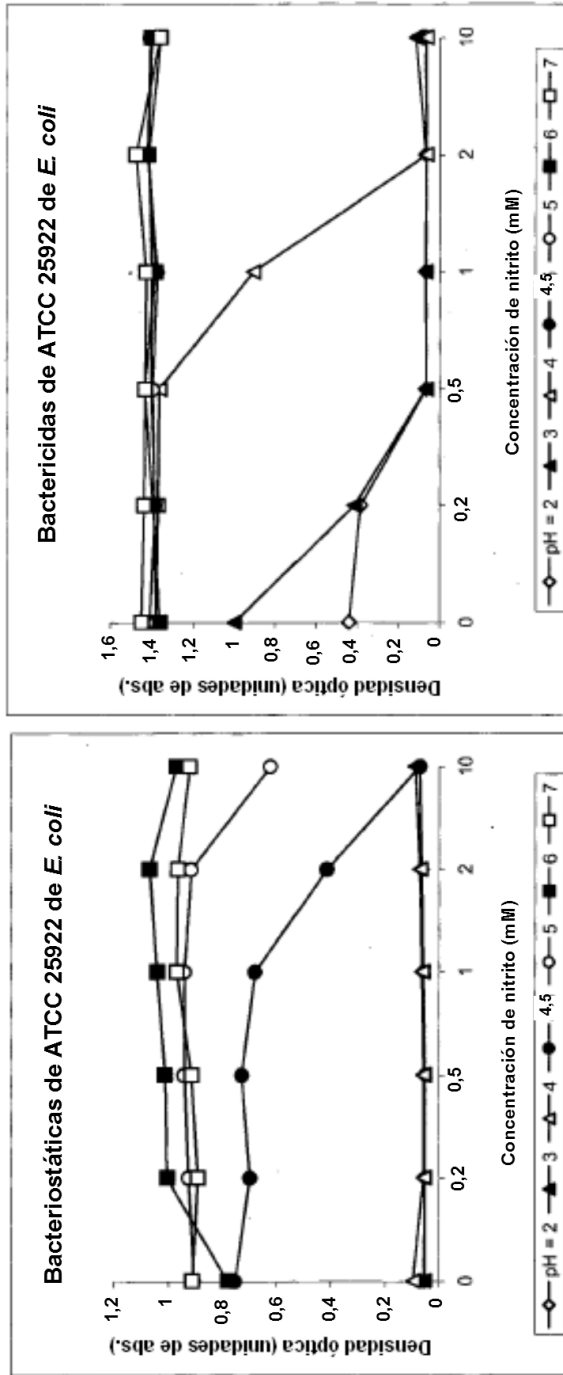 Bacteriostáticas de ATCC 25922 de E. coli
Densidad óptica (unidades de abs.)
1,2
1
0,8
0,6
0,4
0,2
0
0 0,2 0,5 1 2 10
Concentración de nitrito (mM)
pH = 2 3 4 4,5 5 6 7
Bactericidas de ATCC 25922 de E. coli
Densidad óptica (unidades de abs.)
1,6
1,4
1,2
1
0,8
0,6
0,4
0,2
0
0 0,2 0,5 1 2 10
Concentración de nitrito (mM)
pH = 2 3 4 4,5 5 6 7